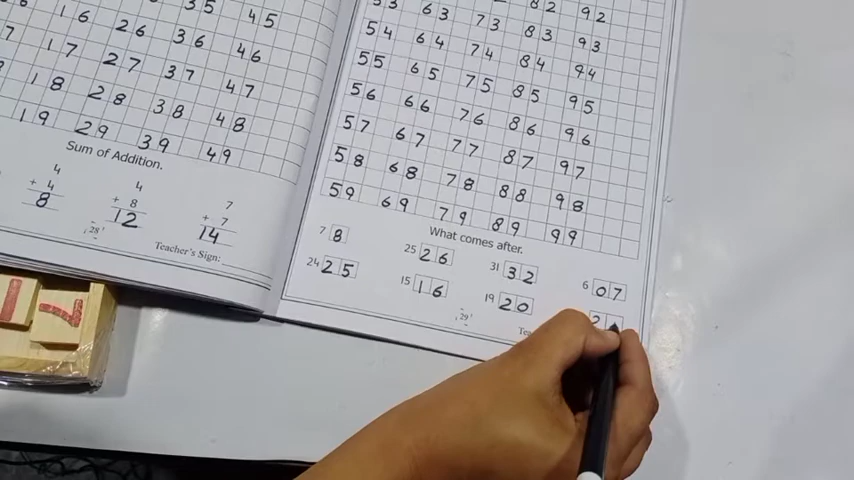 35 45
16 26 36 46
7 17 27 37 47
18 28 38 48
19 29 39 49
Sum of Addition.
4 4 7
+ 4 + 8 + 7
8 12 14
28
Teacher's Sign:
53 63 73 82 92
54 64 74 83 93
55 65 75 84 94
56 66 76 85 95
57 67 77 86 96
58 68 78 87 97
59 69 79 88 98
89 99
What comes after.
7 8 25 26 31 32 6 07
24 25 15 16 19 20 2
29